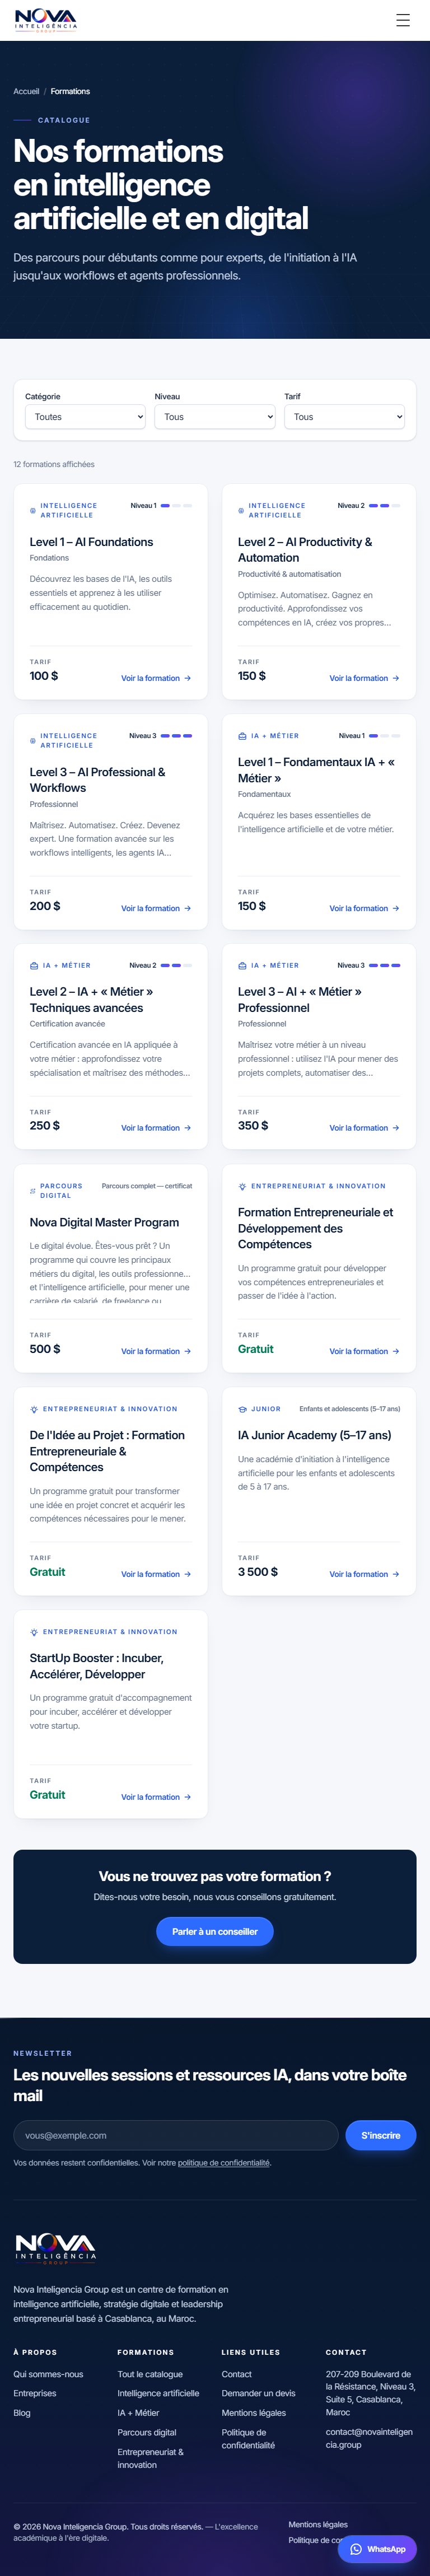 NOVA
INTELIGÊNCIA
GROUP
Accueil / Formations
CATALOGUE
Nos formations
en intelligence
artificielle et en digital
Des parcours pour débutants comme pour experts, de l'initiation à l'IA
jusqu'aux workflows et agents professionnels.
Catégorie
Niveau
Tarif
Toutes
Tous
Tous
12 formations affichées
INTELLIGENCE
ARTIFICIELLE
Niveau 1
Level 1 – AI Foundations
Fondations
Découvrez les bases de l'IA, les outils
essentiels et apprenez à les utiliser
efficacement au quotidien.
TARIF
100 $
Voir la formation →
INTELLIGENCE
ARTIFICIELLE
Niveau 2
Level 2 – AI Productivity &
Automation
Productivité & automatisation
Optimisez. Automatisez. Gagnez en
productivité. Approfondissez vos
compétences en IA, créez vos propres...
TARIF
150 $
Voir la formation →
INTELLIGENCE
ARTIFICIELLE
Niveau 3
Level 3 – AI Professional &
Workflows
Professionnel
Maîtrisez. Automatisez. Créez. Devenez
expert. Une formation avancée sur les
workflows intelligents, les agents IA...
TARIF
200 $
Voir la formation →
IA + MÉTIER
Niveau 1
Level 1 – Fondamentaux IA + «
Métier »
Fondamentaux
Acquérez les bases essentielles de
l'intelligence artificielle et de votre métier.
TARIF
150 $
Voir la formation →
IA + MÉTIER
Niveau 2
Level 2 – IA + « Métier »
Techniques avancées
Certification avancée
Certification avancée en IA appliquée à
votre métier : approfondissez votre
spécialisation et maîtrisez des méthodes...
TARIF
250 $
Voir la formation →
IA + MÉTIER
Niveau 3
Level 3 – AI + « Métier »
Professionnel
Professionnel
Maîtrisez votre métier à un niveau
professionnel : utilisez l'IA pour mener des
projets complets, automatiser des...
TARIF
350 $
Voir la formation →
PARCOURS
DIGITAL
Parcours complet — certificat
Nova Digital Master Program
Le digital évolue. Êtes-vous prêt ? Un
programme qui couvre les principaux
métiers du digital, les outils professionne...
et l'intelligence artificielle, pour mener une
carrière de salarié, de freelance ou
TARIF
500 $
Voir la formation →
ENTREPRENEURIAT & INNOVATION
Formation Entrepreneuriale et
Développement des
Compétences
Un programme gratuit pour développer
vos compétences entrepreneuriales et
passer de l'idée à l'action.
TARIF
Gratuit
Voir la formation →
ENTREPRENEURIAT & INNOVATION
De l'Idée au Projet : Formation
Entrepreneuriale &
Compétences
Un programme gratuit pour transformer
une idée en projet concret et acquérir les
compétences nécessaires pour le mener.
TARIF
Gratuit
Voir la formation →
JUNIOR
Enfants et adolescents (5–17 ans)
IA Junior Academy (5–17 ans)
Une académie d'initiation à l'intelligence
artificielle pour les enfants et adolescents
de 5 à 17 ans.
TARIF
3 500 $
Voir la formation →
ENTREPRENEURIAT & INNOVATION
StartUp Booster : Incuber,
Accélérer, Développer
Un programme gratuit d'accompagnement
pour incuber, accélérer et développer
votre startup.
TARIF
Gratuit
Voir la formation →
Vous ne trouvez pas votre formation ?
Dites-nous votre besoin, nous vous conseillons gratuitement.
Parler à un conseiller
NEWSLETTER
Les nouvelles sessions et ressources IA, dans votre boîte
mail
vous@exemple.com
S'inscrire
Vos données restent confidentielles. Voir notre politique de confidentialité.
NOVA
INTELIGÊNCIA
GROUP
Nova Inteligencia Group est un centre de formation en
intelligence artificielle, stratégie digitale et leadership
entrepreneurial basé à Casablanca, au Maroc.
À PROPOS
Qui sommes-nous
Entreprises
Blog
FORMATIONS
Tout le catalogue
Intelligence artificielle
IA + Métier
Parcours digital
Entrepreneuriat &
innovation
LIENS UTILES
Contact
Demander un devis
Mentions légales
Politique de
confidentialité
CONTACT
207-209 Boulevard de
la Résistance, Niveau 3,
Suite 5, Casablanca,
Maroc
contact@novainteligen
cia.group
© 2026 Nova Inteligencia Group. Tous droits réservés. — L'excellence
académique à l'ère digitale.
Mentions légales
Politique de
WhatsApp